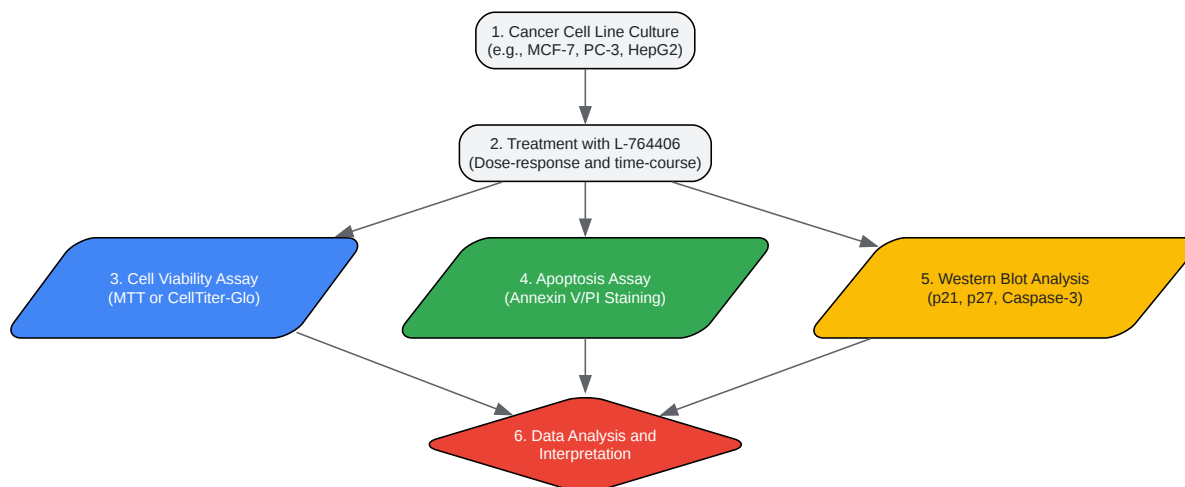 1. Cancer Cell Line Culture
(e.g., MCF-7, PC-3, HepG2)
2. Treatment with L-764406
(Dose-response and time-course)
3. Cell Viability Assay
(MTT or CellTiter-Glo)
4. Apoptosis Assay
(Annexin V/PI Staining)
5. Western Blot Analysis
(p21, p27, Caspase-3)
6. Data Analysis and
Interpretation